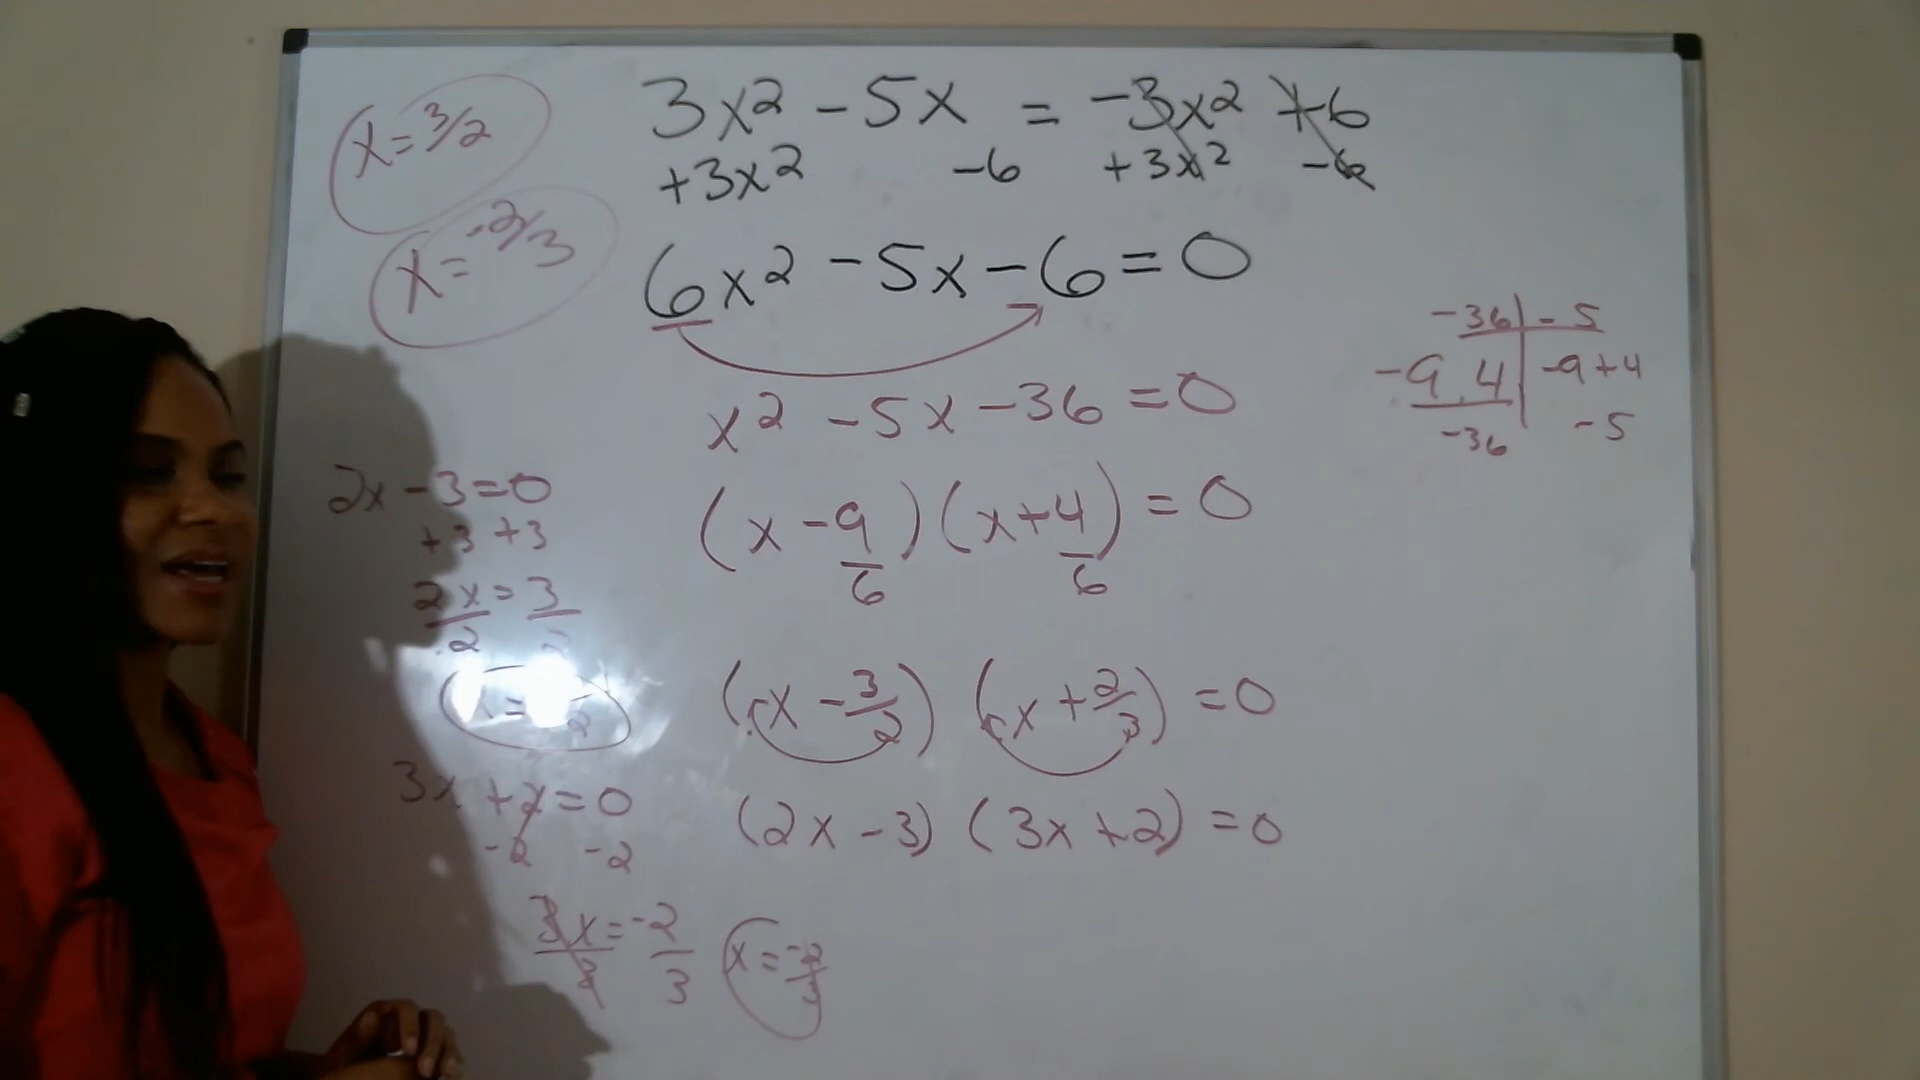 x = 3/2
x = -2/3
3x2 - 5x = -3x2 + 6
+3x2 -6 +3x2 -6
6x2 - 5x - 6 = 0
x2 - 5x - 36 = 0
(x - 9/6)(x + 4/6) = 0
(x - 3/2) (x + 2/3) = 0
(2x - 3) (3x + 2) = 0
-36 | -5
-9 . 4 | -9 + 4
-36 | -5
2x - 3 = 0
+3 +3
2x = 3
2
3x + 2 = 0
-2 -2
3x = -2
3 3
x = -2/3